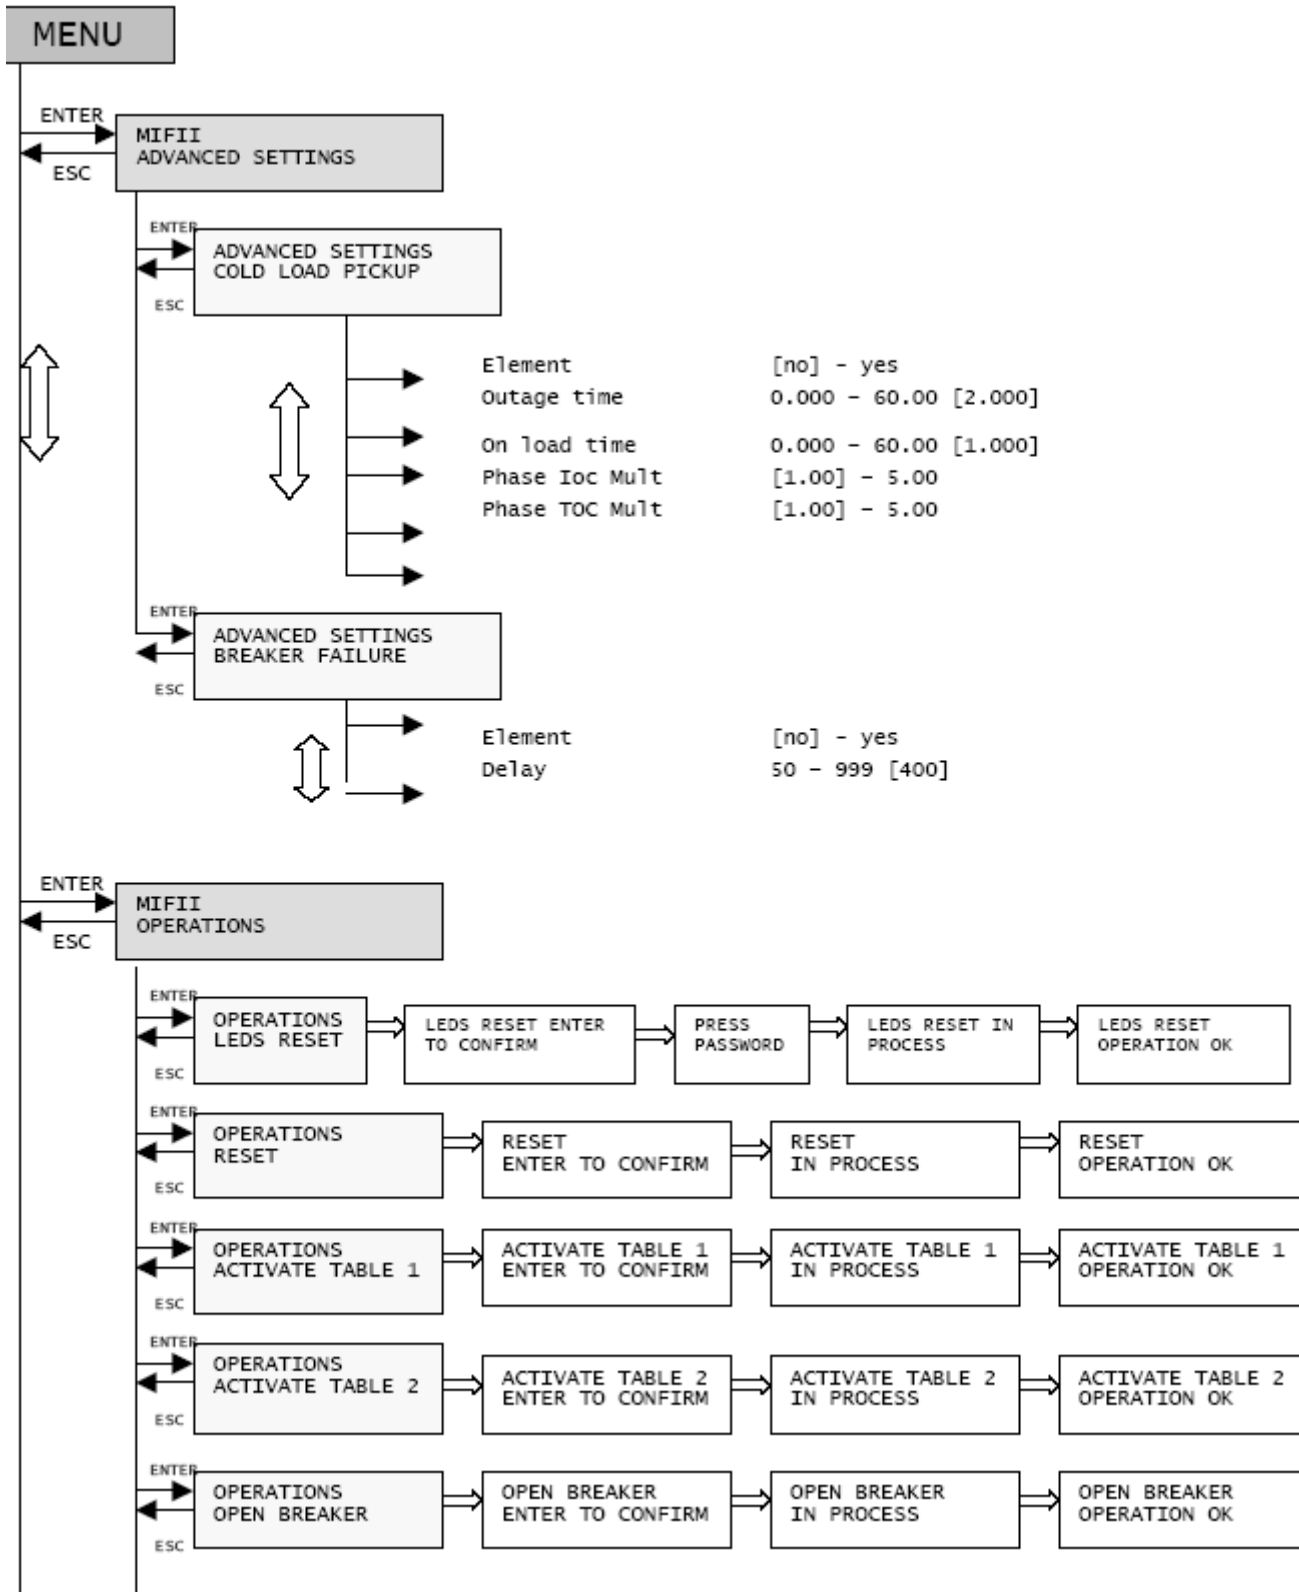 MENU
ENTER
MIFII
ADVANCED SETTINGS
ESC
ENTER
ADVANCED SETTINGS
COLD LOAD PICKUP
ESC
Element [no] - yes
Outage time 0.000 - 60.00 [2.000]
On load time 0.000 - 60.00 [1.000]
Phase Ioc Mult [1.00] - 5.00
Phase TOC Mult [1.00] - 5.00
ENTER
ADVANCED SETTINGS
BREAKER FAILURE
ESC
Element [no] - yes
Delay 50 - 999 [400]
ENTER
MIFII
OPERATIONS
ESC
ENTER
OPERATIONS
LEDS RESET
ESC
LEDS RESET ENTER
TO CONFIRM
PRESS
PASSWORD
LEDS RESET IN
PROCESS
LEDS RESET
OPERATION OK
ENTER
OPERATIONS
RESET
ESC
RESET
ENTER TO CONFIRM
RESET
IN PROCESS
RESET
OPERATION OK
ENTER
OPERATIONS
ACTIVATE TABLE 1
ESC
ACTIVATE TABLE 1
ENTER TO CONFIRM
ACTIVATE TABLE 1
IN PROCESS
ACTIVATE TABLE 1
OPERATION OK
ENTER
OPERATIONS
ACTIVATE TABLE 2
ESC
ACTIVATE TABLE 2
ENTER TO CONFIRM
ACTIVATE TABLE 2
IN PROCESS
ACTIVATE TABLE 2
OPERATION OK
ENTER
OPERATIONS
OPEN BREAKER
ESC
OPEN BREAKER
ENTER TO CONFIRM
OPEN BREAKER
IN PROCESS
OPEN BREAKER
OPERATION OK